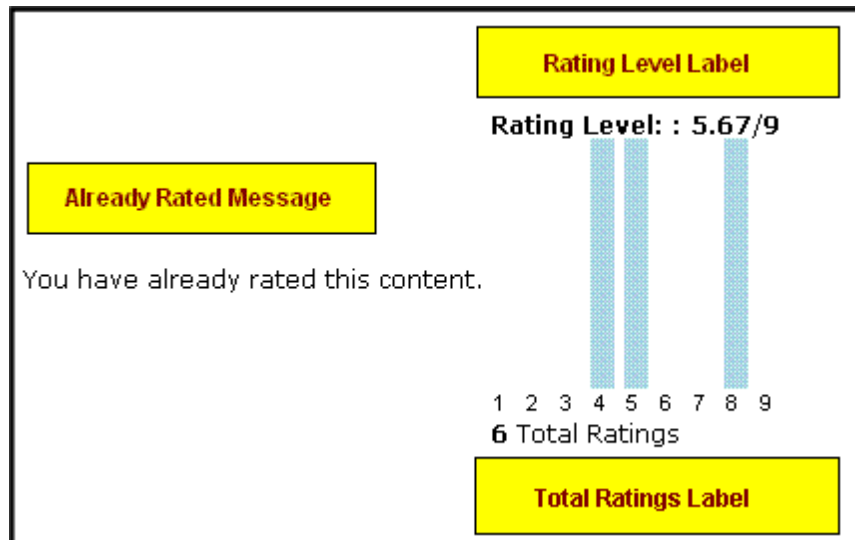 Rating Level Label
Rating Level: : 5.67/9
Already Rated Message
You have already rated this content.
1 2 3 4 5 6 7 8 9
6 Total Ratings
Total Ratings Label